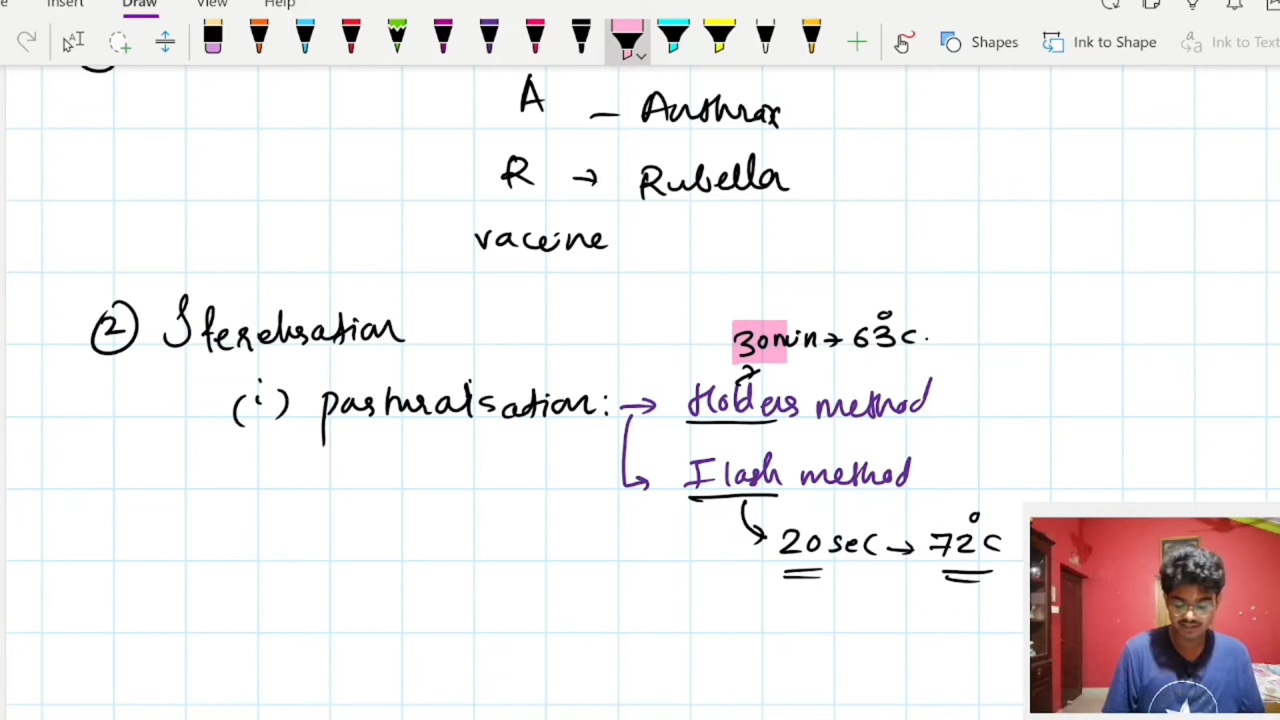 Insert Draw View Help
Shapes Ink to Shape Ink to Text
A – Anthrax
R → Rubella
vaccine
② Sterelisation
30min → 63°C.
(i) pasturalisation: → Holders method
↳ Flash method
20sec → 72°C